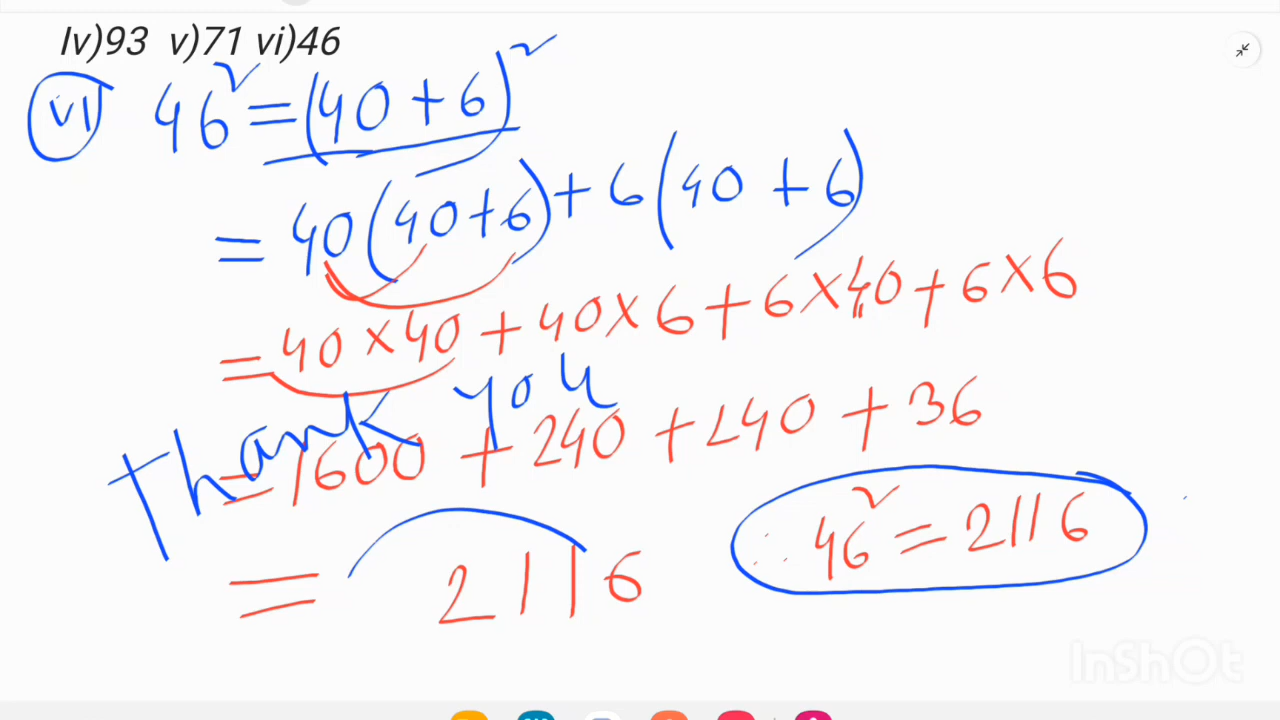 Iv)93 v)71 vi)46
vi) 46² = (40 + 6)²
= 40(40+6) + 6(40 + 6)
= 40 × 40 + 40 × 6 + 6 × 40 + 6 × 6
Thank you
= 1600 + 240 + 240 + 36
= 2116
∴ 46² = 2116
InShOt